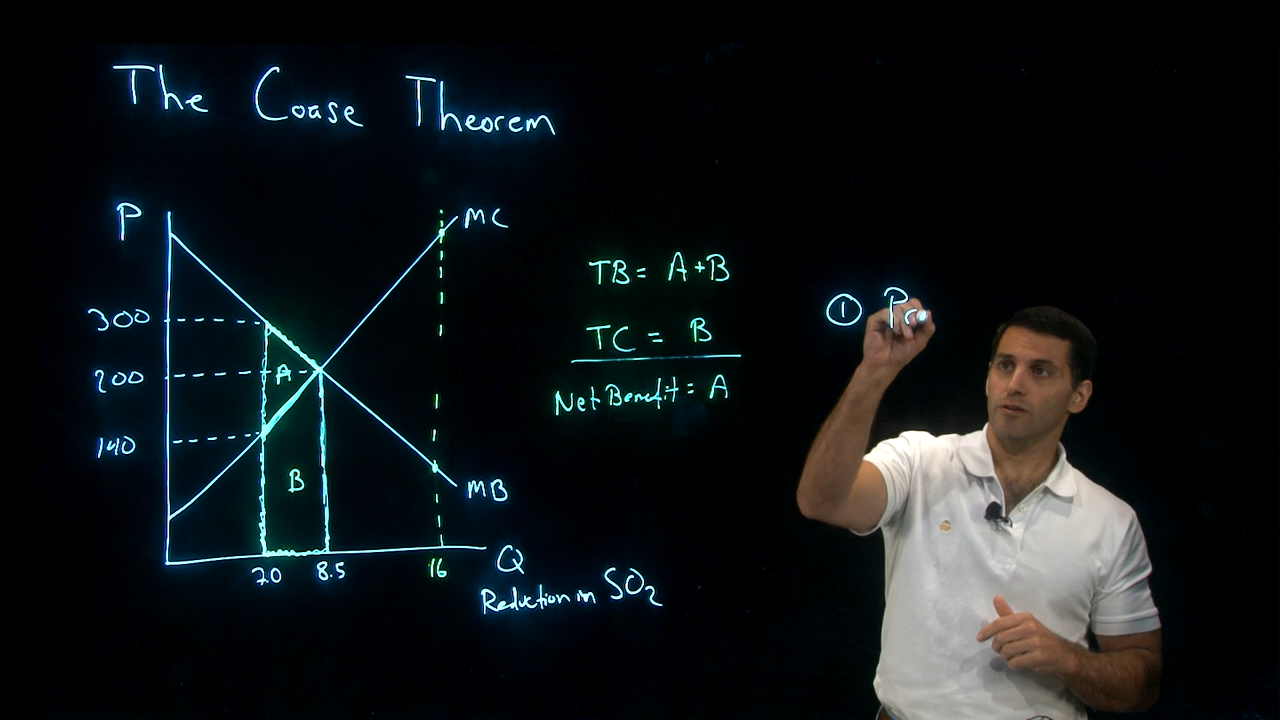 The Coase Theorem
P
MC
300
200
140
A
B
MB
7.0
8.5
16
Q
Reduction in SO2
TB = A+B
TC = B
Net Benefit = A
① Pro